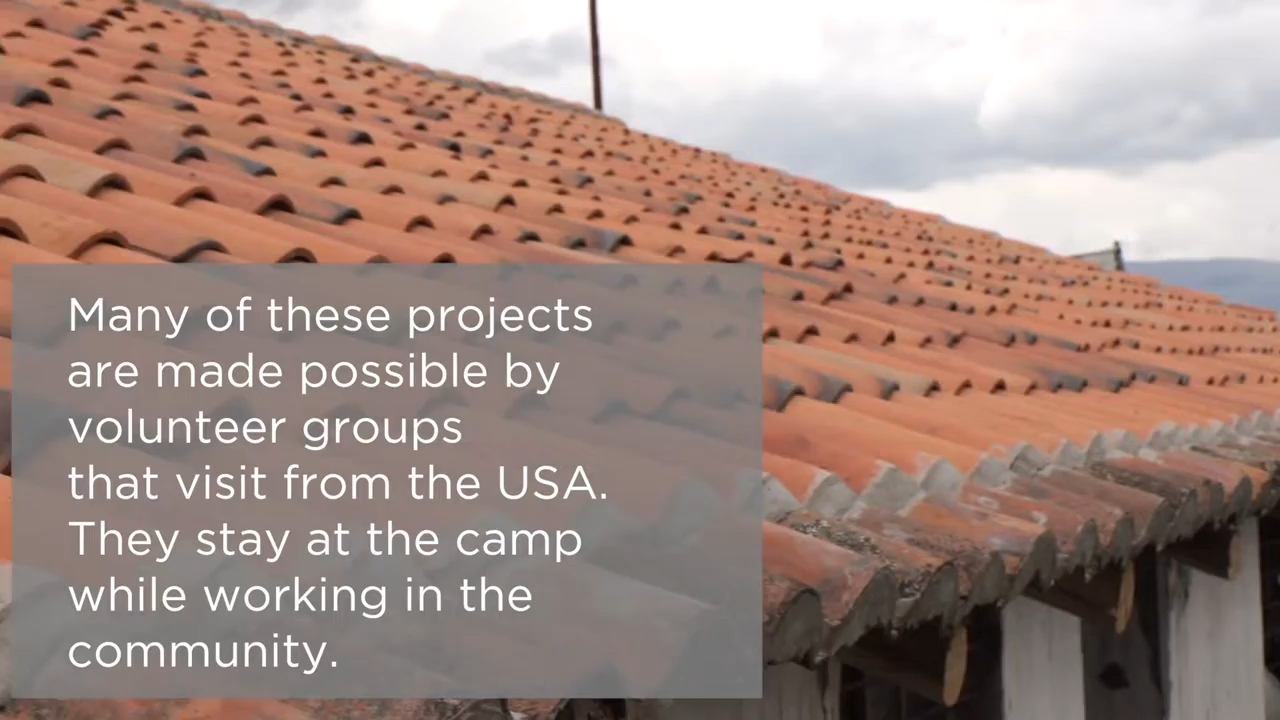 Many of these projects
are made possible by
volunteer groups
that visit from the USA.
They stay at the camp
while working in the
community.